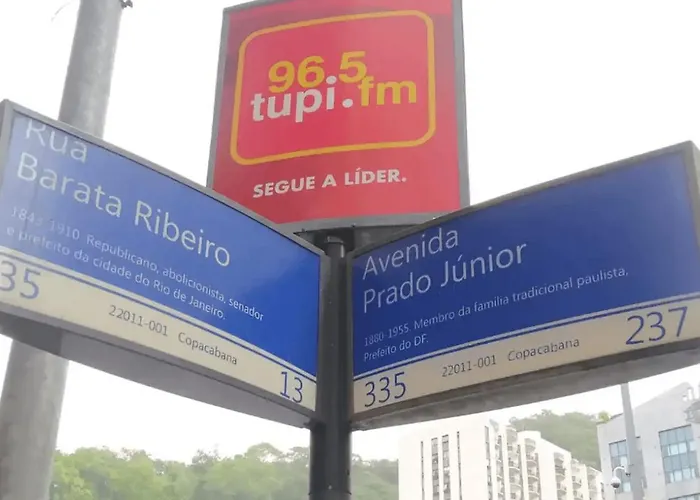 96.5
tupi.fm
SEGUE A LÍDER.
Rua
Barata Ribeiro
1843-1910. Republicano, abolicionista, senador
e prefeito da cidade do Rio de Janeiro.
35
22011-001 Copacabana
13
Avenida
Prado Júnior
1880-1955. Membro da família tradicional paulista,
Prefeito do DF.
335
22011-001 Copacabana
237